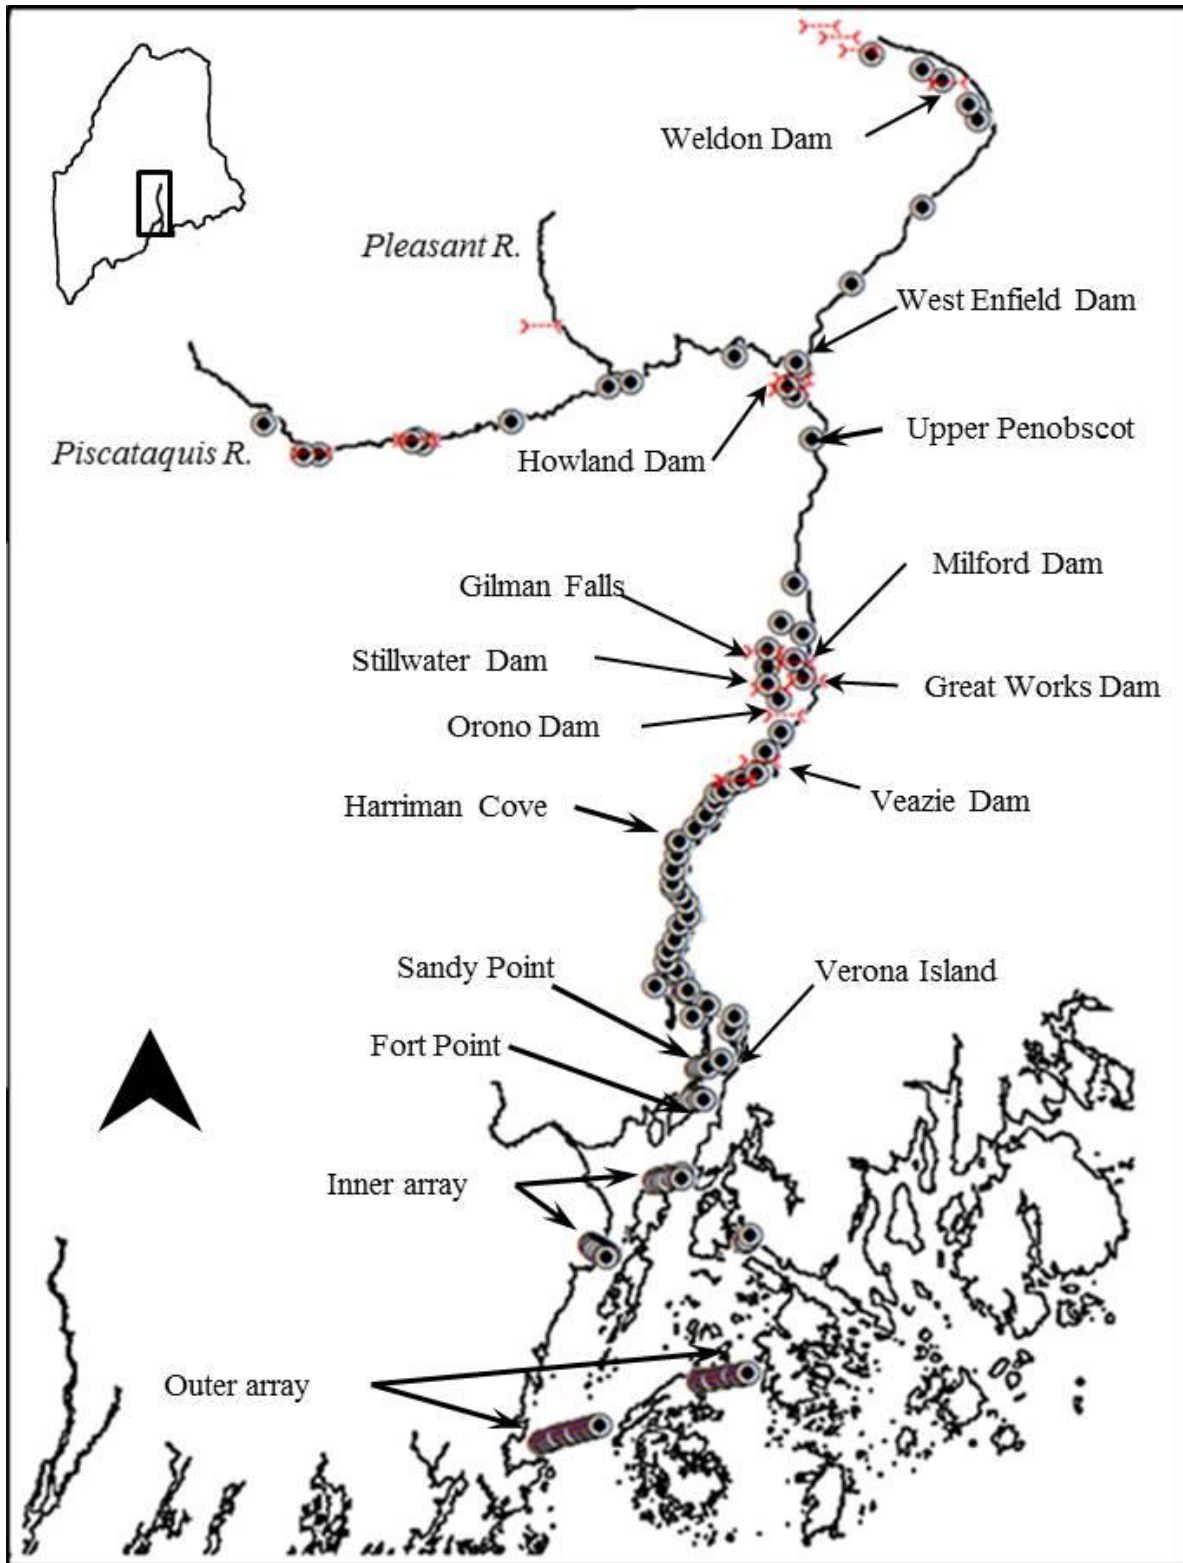 Weldon Dam
Pleasant R.
West Enfield Dam
Upper Penobscot
Piscataquis R.
Howland Dam
Milford Dam
Gilman Falls
Stillwater Dam
Great Works Dam
Orono Dam
Veazie Dam
Harriman Cove
Sandy Point
Verona Island
Fort Point
Inner array
Outer array